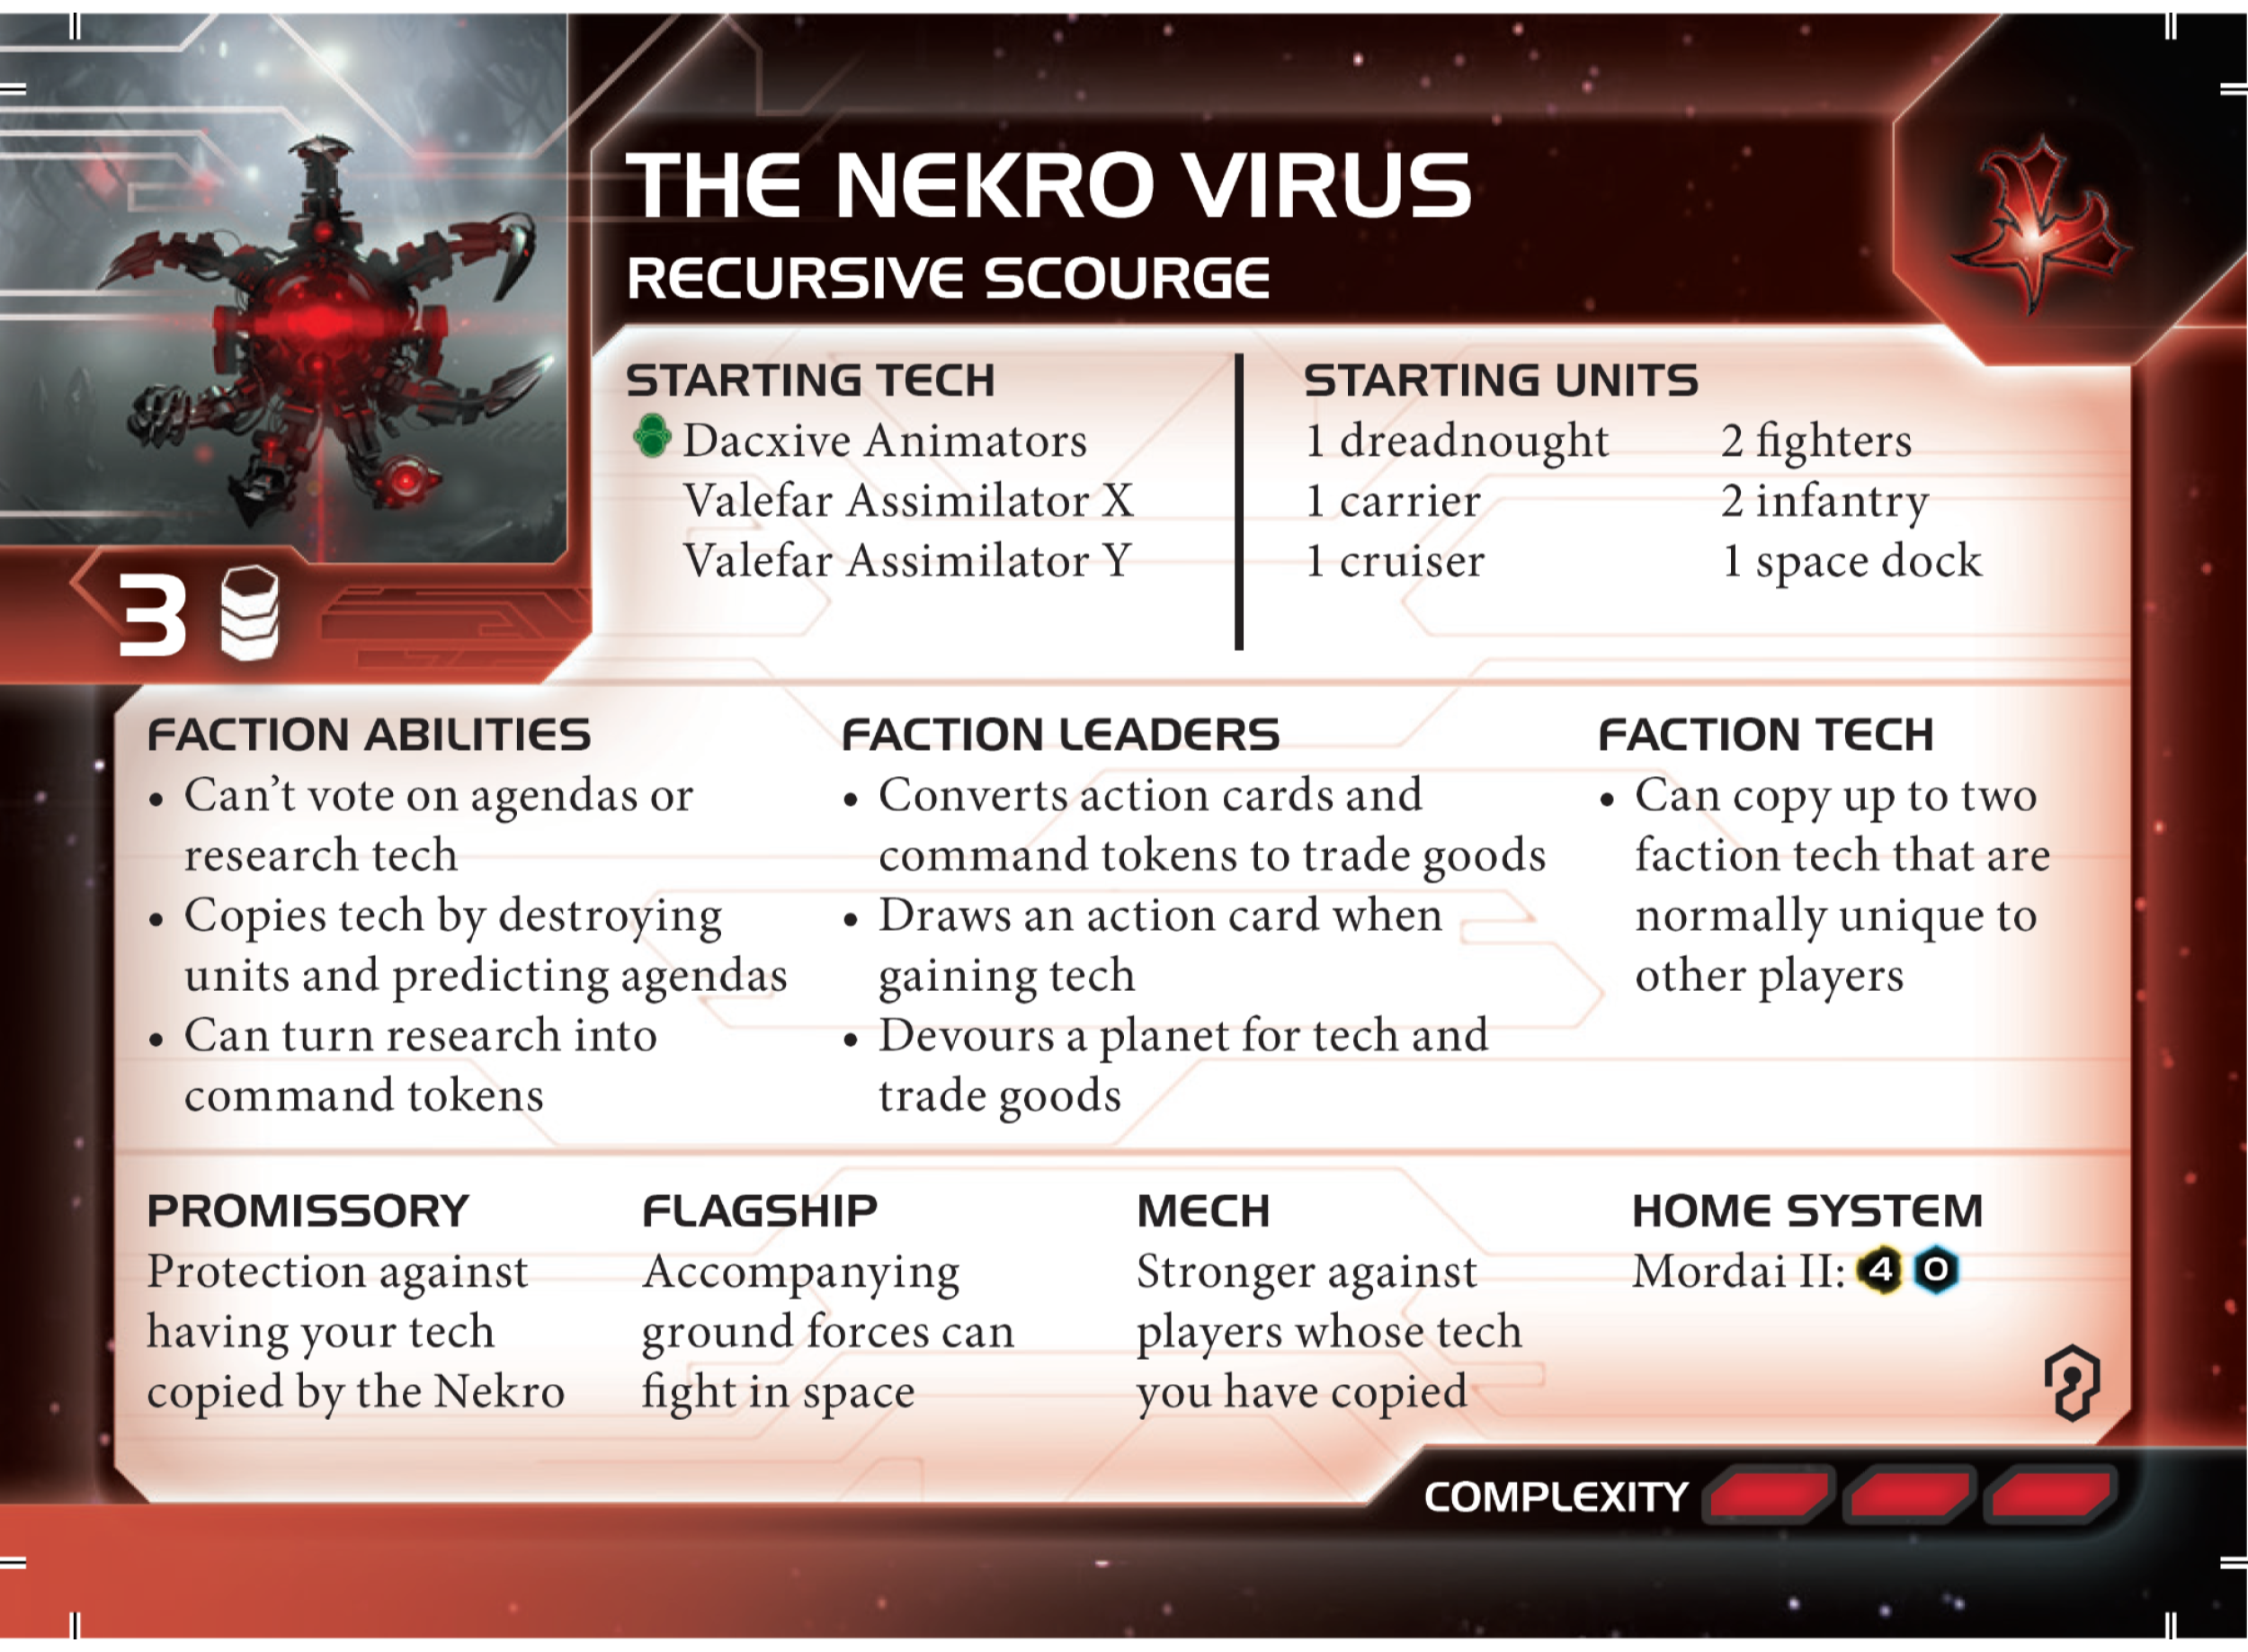 THE NEKRO VIRUS
RECURSIVE SCOURGE
3
STARTING TECH
Dacxive Animators
Valefar Assimilator X
Valefar Assimilator Y
STARTING UNITS
1 dreadnought
1 carrier
1 cruiser
2 fighters
2 infantry
1 space dock
FACTION ABILITIES
• Can’t vote on agendas or
research tech
• Copies tech by destroying
units and predicting agendas
• Can turn research into
command tokens
FACTION LEADERS
• Converts action cards and
command tokens to trade goods
• Draws an action card when
gaining tech
• Devours a planet for tech and
trade goods
FACTION TECH
• Can copy up to two
faction tech that are
normally unique to
other players
PROMISSORY
Protection against
having your tech
copied by the Nekro
FLAGSHIP
Accompanying
ground forces can
fight in space
MECH
Stronger against
players whose tech
you have copied
HOME SYSTEM
Mordai II: 4 0
COMPLEXITY